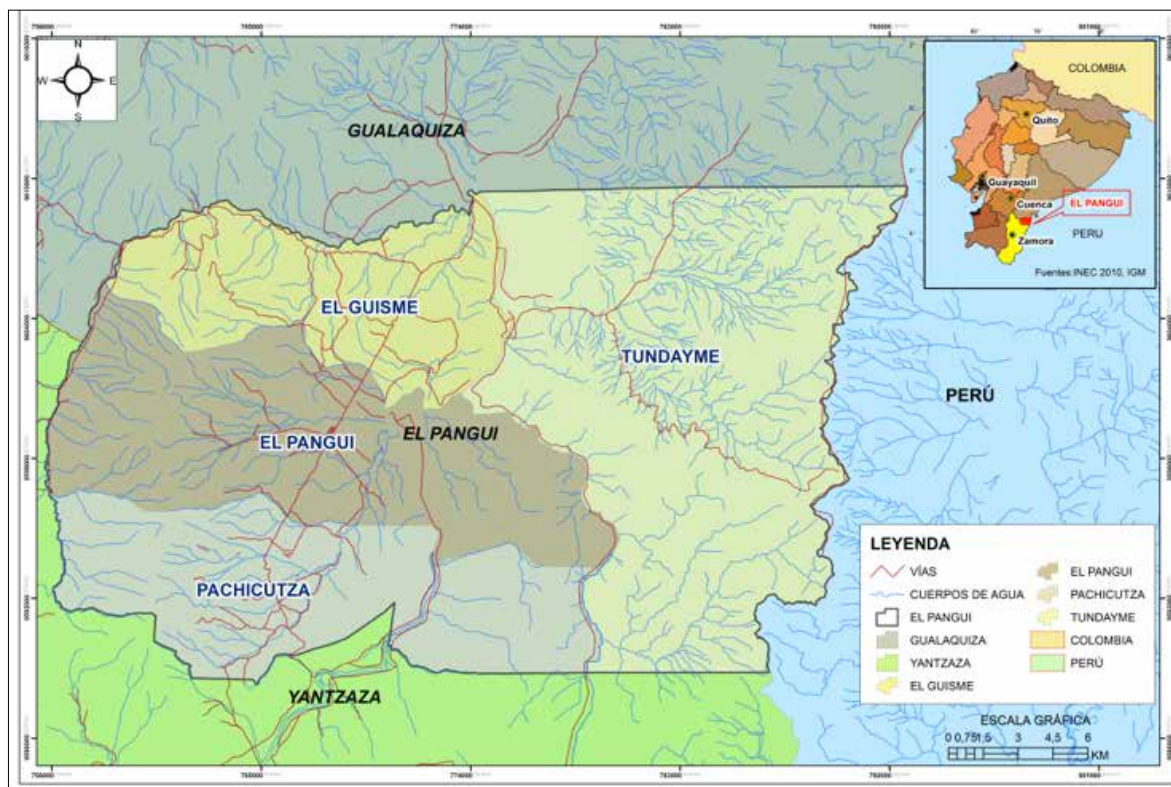 N
W E
S
GUALAQUIZA
EL GUISME
TUNDAYME
EL PANGUI
EL PANGUI
PERÚ
PACHICUTZA
YANTZAZA
COLOMBIA
Quito
Guayaquil
Cuenca
EL PANGUI
PERU
Zamora
Fuentes:INEC 2010, IGM
LEYENDA
VÍAS
CUERPOS DE AGUA
EL PANGUI
GUALAQUIZA
YANTZAZA
EL GUISME
EL PANGUI
PACHICUTZA
TUNDAYME
COLOMBIA
PERÚ
ESCALA GRÁFICA
0 0,75 1,5 3 4,5 6
KM